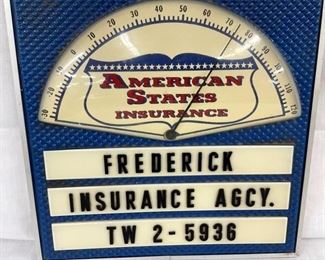 -30 -20 -10 0 10 20 30 40 50 60 70 80 90 100 110 120
AMERICAN
STATES
INSURANCE
FREDERICK
INSURANCE AGCY.
TW 2-5936